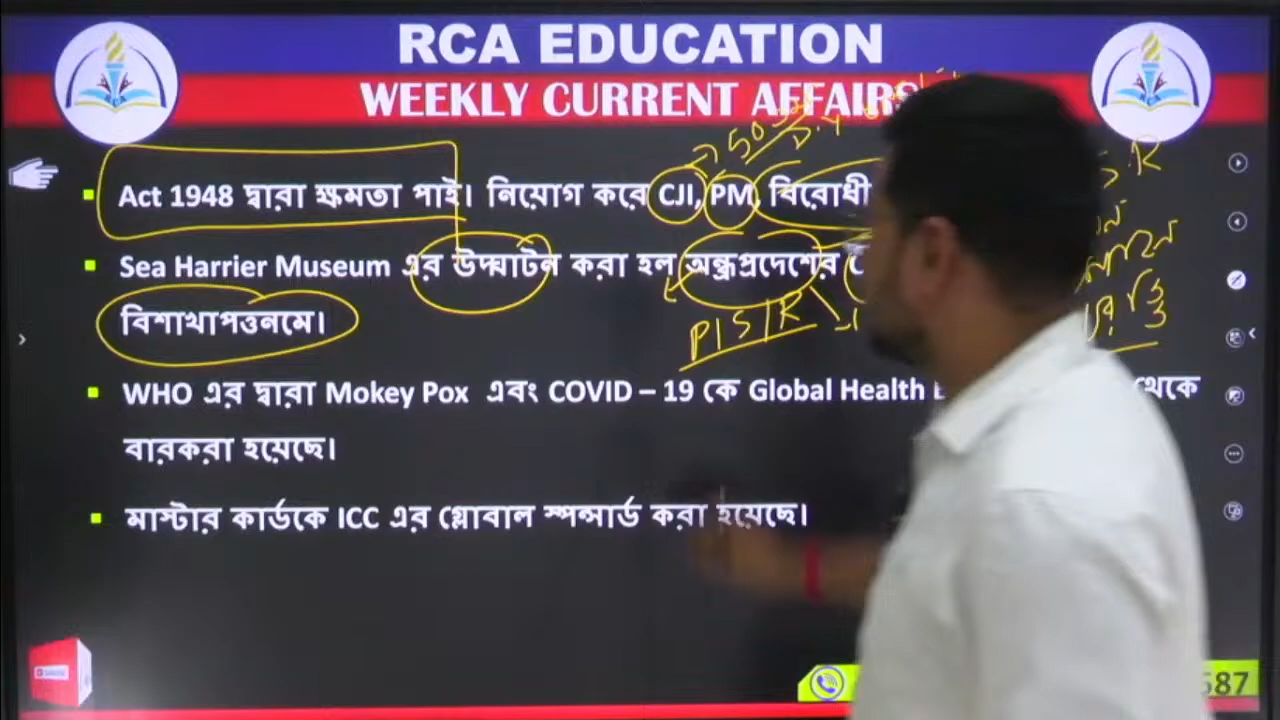 RCA EDUCATION
WEEKLY CURRENT AFFAIRS
Act 1948 দ্বারা ক্ষমতা পাই। নিয়োগ করে CJI, PM, বিরোধী
Sea Harrier Museum এর উদ্ঘাটন করা হল অন্ধ্রপ্রদেশের
বিশাখাপত্তনমে।
P/S/R
WHO এর দ্বারা Mokey Pox এবং COVID – 19 কে Global Health থেকে
বারকরা হয়েছে।
মাস্টার কার্ডকে ICC এর গ্লোবাল স্পন্সার্ড করা হয়েছে।
587